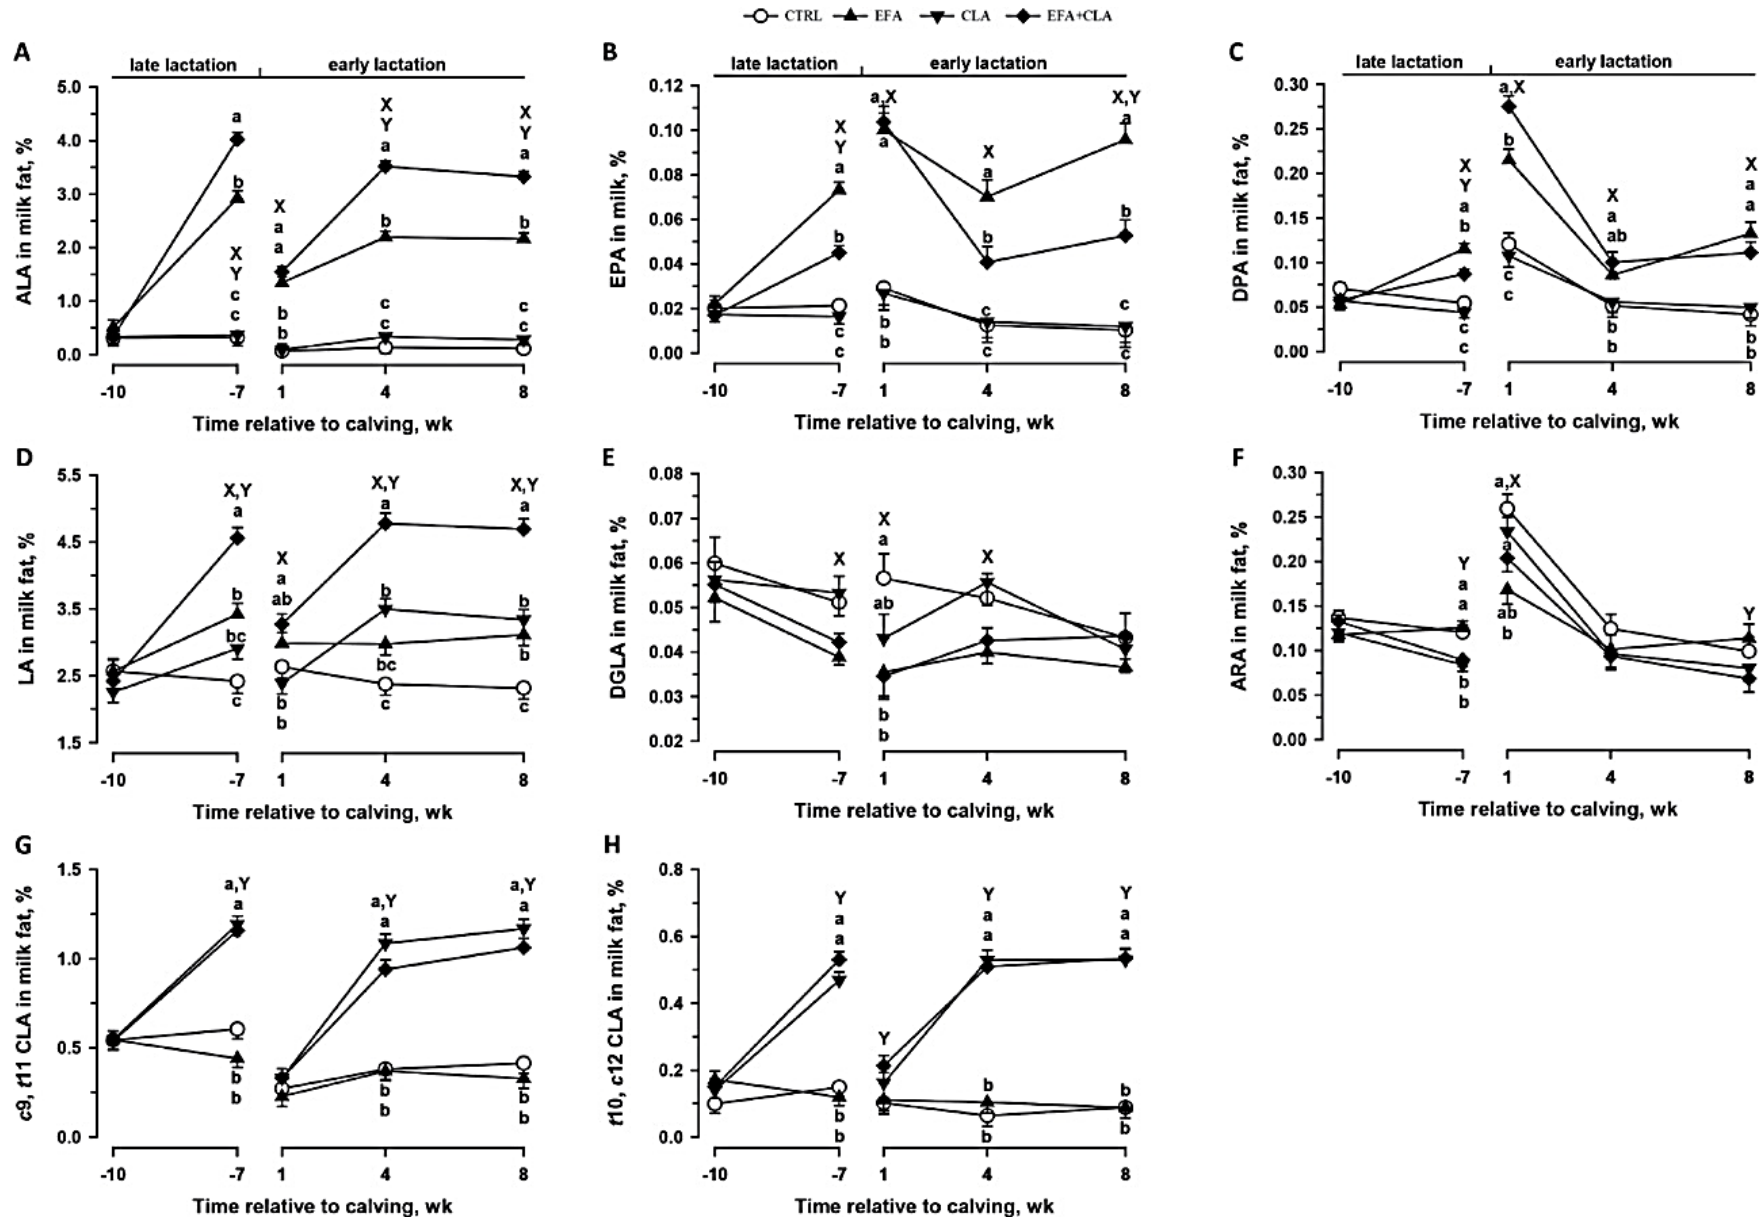 CTRL EFA CLA EFA+CLA
A
late lactation early lactation
ALA in milk fat, %
5.0
4.0
3.0
2.0
1.0
0.0
a
b
X
Y
c
c
X
a
a
b
b
X
Y
a
b
c
c
X
Y
a
b
c
c
-10 -7 1 4 8
Time relative to calving, wk
B
late lactation early lactation
EPA in milk, %
0.12
0.10
0.08
0.06
0.04
0.02
0.00
X
Y
a
b
c
c
a,X
a
b
b
X
a
b
c
c
X,Y
a
b
c
c
-10 -7 1 4 8
Time relative to calving, wk
C
late lactation early lactation
DPA in milk fat, %
0.30
0.25
0.20
0.15
0.10
0.05
0.00
X
Y
a
b
c
c
a,X
b
c
c
X
a
ab
b
b
X
a
a
b
b
-10 -7 1 4 8
Time relative to calving, wk
D
LA in milk fat, %
5.5
4.5
3.5
2.5
1.5
X,Y
a
b
bc
c
X
a
ab
b
b
X,Y
a
b
bc
c
X,Y
a
b
b
c
-10 -7 1 4 8
Time relative to calving, wk
E
DGLA in milk fat, %
0.08
0.07
0.06
0.05
0.04
0.03
0.02
X
X
a
ab
b
b
X
-10 -7 1 4 8
Time relative to calving, wk
F
ARA in milk fat, %
0.30
0.25
0.20
0.15
0.10
0.05
0.00
Y
a
a
b
b
a,X
a
ab
b
Y
-10 -7 1 4 8
Time relative to calving, wk
G
c9, t11 CLA in milk fat, %
1.5
1.0
0.5
0.0
a,Y
a
b
b
a,Y
a
b
b
a,Y
a
b
b
-10 -7 1 4 8
Time relative to calving, wk
H
t10, c12 CLA in milk fat, %
0.8
0.6
0.4
0.2
0.0
Y
a
a
b
b
Y
Y
a
a
b
b
Y
a
a
b
b
-10 -7 1 4 8
Time relative to calving, wk